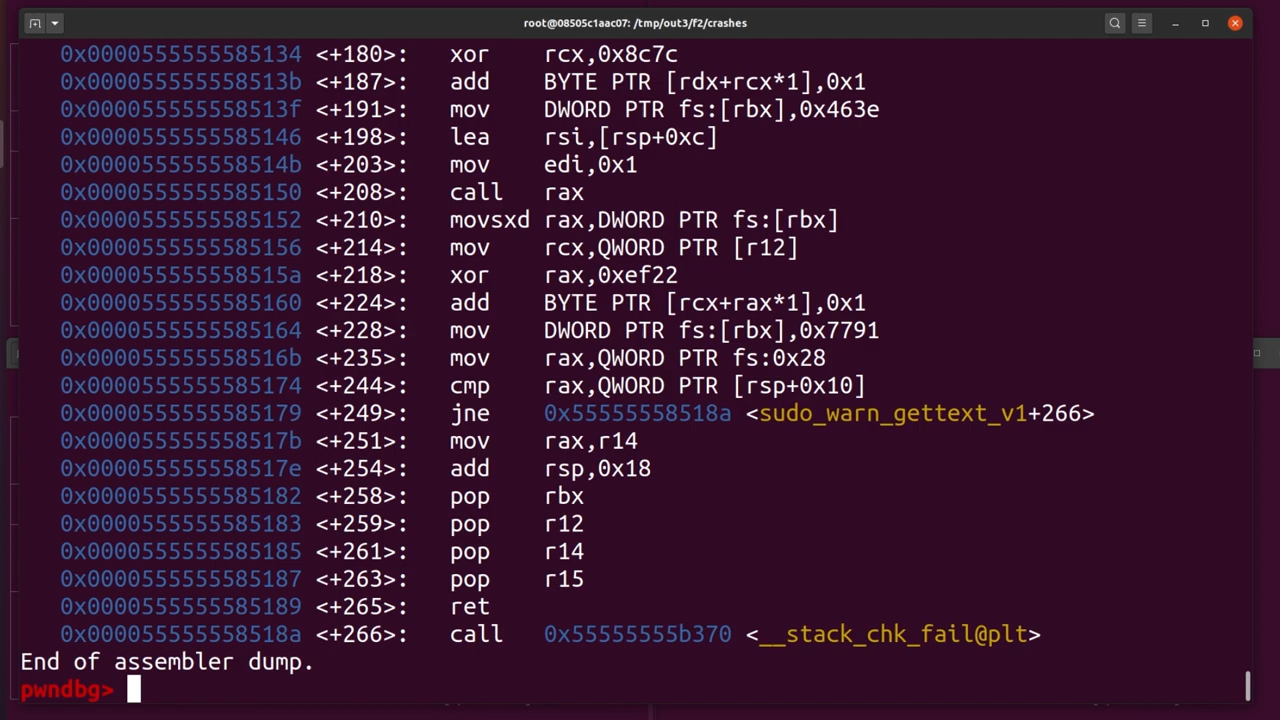 root@08505c1aac07: /tmp/out3/f2/crashes
0x0000555555585134 <+180>: xor rcx,0x8c7c
0x000055555558513b <+187>: add BYTE PTR [rdx+rcx*1],0x1
0x000055555558513f <+191>: mov DWORD PTR fs:[rbx],0x463e
0x0000555555585146 <+198>: lea rsi,[rsp+0xc]
0x000055555558514b <+203>: mov edi,0x1
0x0000555555585150 <+208>: call rax
0x0000555555585152 <+210>: movsxd rax,DWORD PTR fs:[rbx]
0x0000555555585156 <+214>: mov rcx,QWORD PTR [r12]
0x000055555558515a <+218>: xor rax,0xef22
0x0000555555585160 <+224>: add BYTE PTR [rcx+rax*1],0x1
0x0000555555585164 <+228>: mov DWORD PTR fs:[rbx],0x7791
0x000055555558516b <+235>: mov rax,QWORD PTR fs:0x28
0x0000555555585174 <+244>: cmp rax,QWORD PTR [rsp+0x10]
0x0000555555585179 <+249>: jne 0x55555558518a <sudo_warn_gettext_v1+266>
0x000055555558517b <+251>: mov rax,r14
0x000055555558517e <+254>: add rsp,0x18
0x0000555555585182 <+258>: pop rbx
0x0000555555585183 <+259>: pop r12
0x0000555555585185 <+261>: pop r14
0x0000555555585187 <+263>: pop r15
0x0000555555585189 <+265>: ret
0x000055555558518a <+266>: call 0x55555555b370 <__stack_chk_fail@plt>
End of assembler dump.
pwndbg>